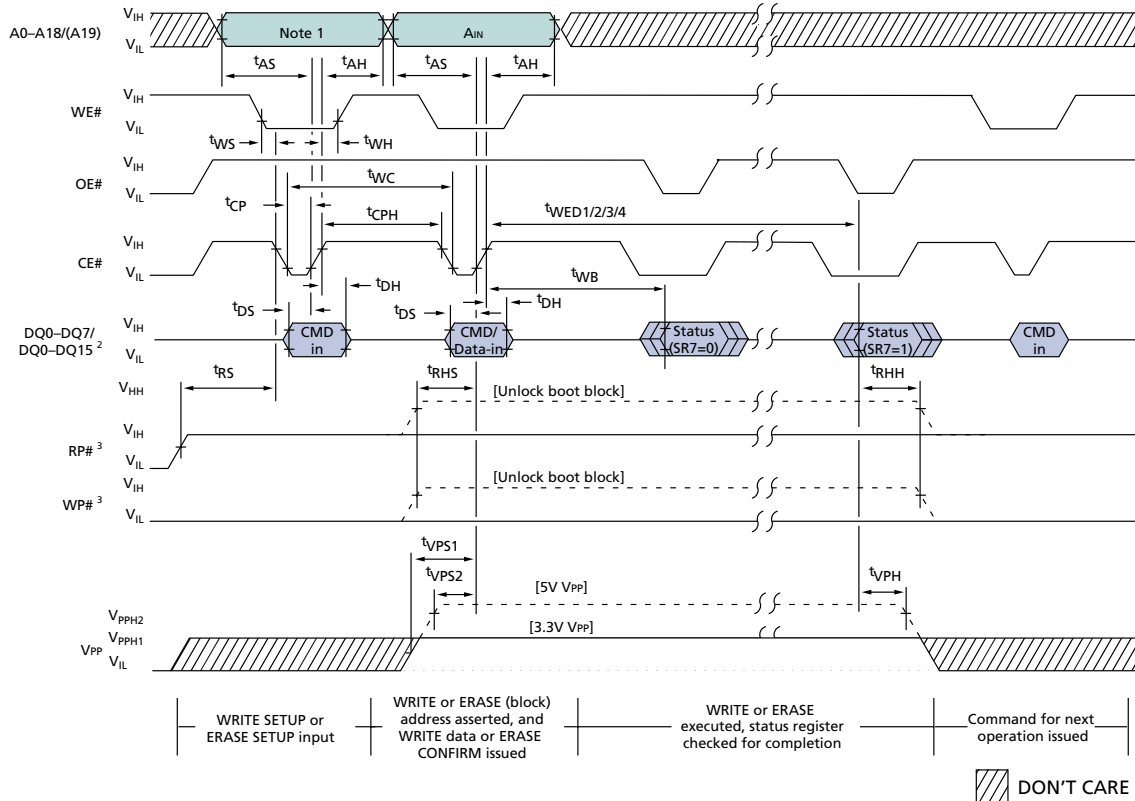 VIH
A0–A18/(A19)
VIL
Note 1
AIN
tAS
tAH
tAS
tAH
VIH
WE#
VIL
tWS
tWH
VIH
OE#
VIL
tWC
tCP
tCPH
tWED1/2/3/4
VIH
CE#
VIL
tWB
tDH
tDS
tDH
tDS
VIH
DQ0–DQ7/
DQ0–DQ15 2
VIL
CMD
in
CMD/
Data-in
Status
(SR7=0)
Status
(SR7=1)
CMD
in
tRS
tRHS
tRHH
VHH
[Unlock boot block]
VIH
RP# 3
VIL
VIH
[Unlock boot block]
WP# 3
VIL
tVPS1
tVPS2
tVPH
[5V VPP]
VPPH2
[3.3V VPP]
VPPH1
VPP
VIL
WRITE SETUP or
ERASE SETUP input
WRITE or ERASE (block)
address asserted, and
WRITE data or ERASE
CONFIRM issued
WRITE or ERASE
executed, status register
checked for completion
Command for next
operation issued
DON'T CARE